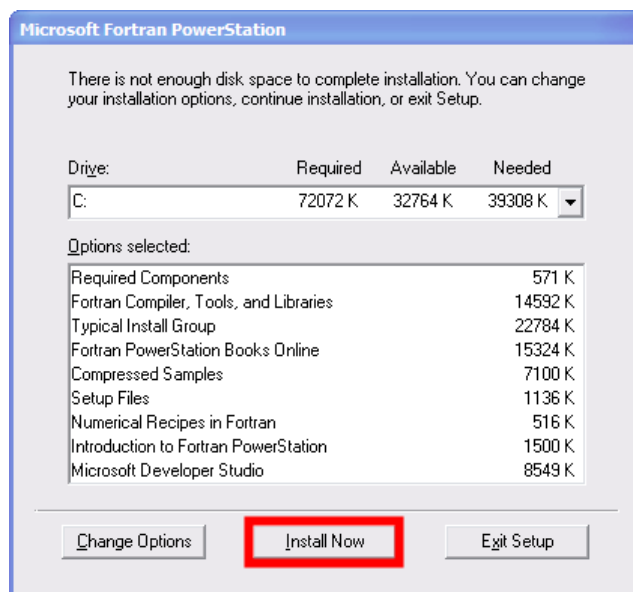 Microsoft Fortran PowerStation
There is not enough disk space to complete installation. You can change
your installation options, continue installation, or exit Setup.
Drive: Required Available Needed
C: 72072 K 32764 K 39308 K
Options selected:
Required Components 571 K
Fortran Compiler, Tools, and Libraries 14592 K
Typical Install Group 22784 K
Fortran PowerStation Books Online 15324 K
Compressed Samples 7100 K
Setup Files 1136 K
Numerical Recipes in Fortran 516 K
Introduction to Fortran PowerStation 1500 K
Microsoft Developer Studio 8549 K
Change Options Install Now Exit Setup